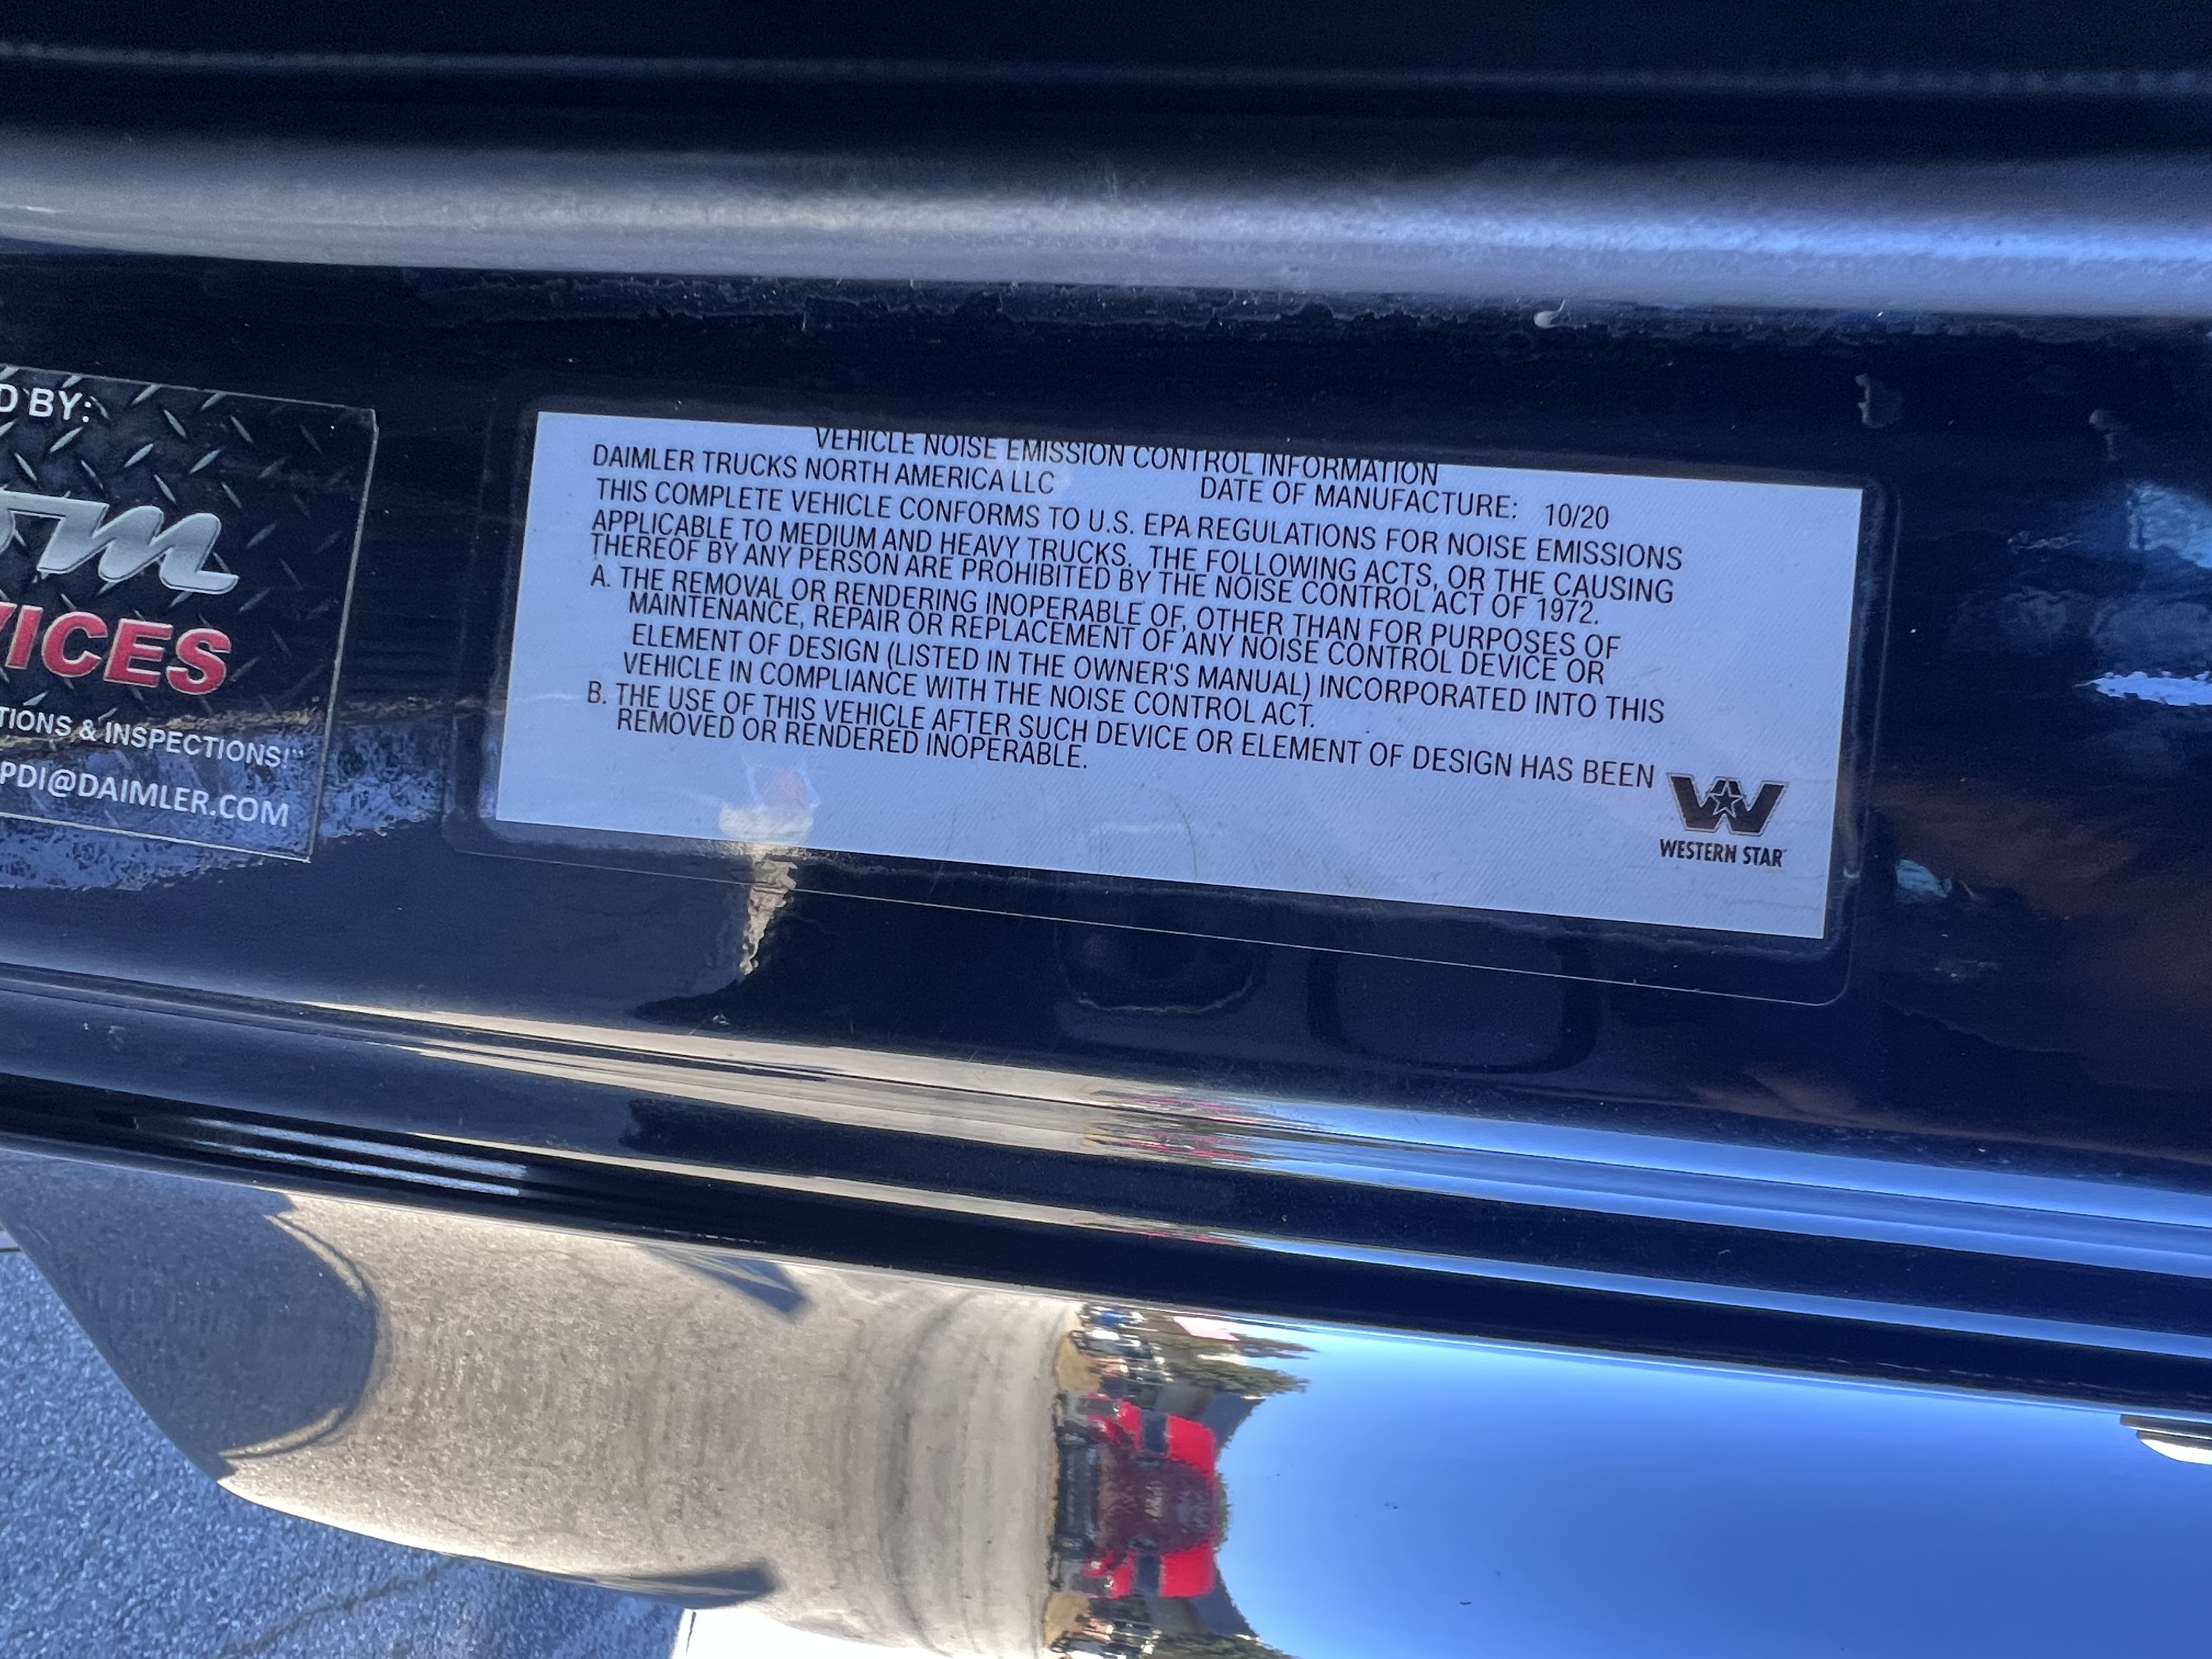 D BY:
VICES
TIONS & INSPECTIONS!"
PDI@DAIMLER.COM
VEHICLE NOISE EMISSION CONTROL INFORMATION
DAIMLER TRUCKS NORTH AMERICA LLC DATE OF MANUFACTURE: 10/20
THIS COMPLETE VEHICLE CONFORMS TO U.S. EPA REGULATIONS FOR NOISE EMISSIONS
APPLICABLE TO MEDIUM AND HEAVY TRUCKS. THE FOLLOWING ACTS, OR THE CAUSING
THEREOF BY ANY PERSON ARE PROHIBITED BY THE NOISE CONTROL ACT OF 1972.
A. THE REMOVAL OR RENDERING INOPERABLE OF, OTHER THAN FOR PURPOSES OF
MAINTENANCE, REPAIR OR REPLACEMENT OF ANY NOISE CONTROL DEVICE OR
ELEMENT OF DESIGN (LISTED IN THE OWNER'S MANUAL) INCORPORATED INTO THIS
VEHICLE IN COMPLIANCE WITH THE NOISE CONTROL ACT.
B. THE USE OF THIS VEHICLE AFTER SUCH DEVICE OR ELEMENT OF DESIGN HAS BEEN
REMOVED OR RENDERED INOPERABLE.
WESTERN STAR